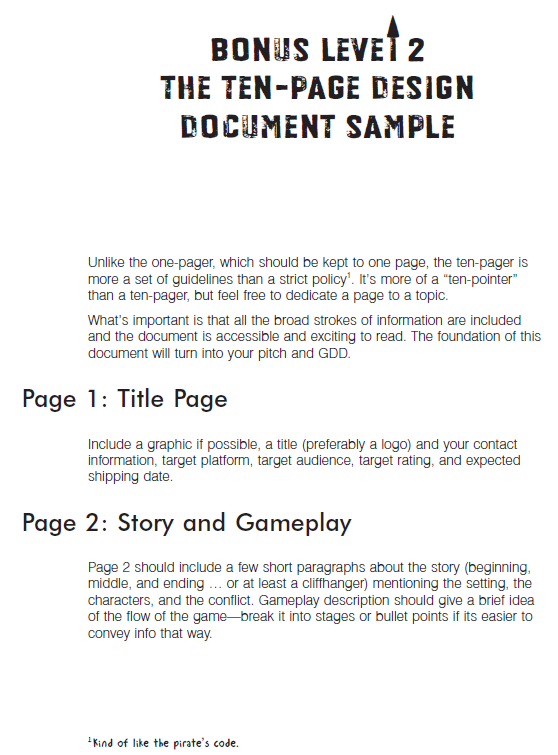 BONUS LEVEL 2
THE TEN-PAGE DESIGN
DOCUMENT SAMPLE
Unlike the one-pager, which should be kept to one page, the ten-pager is
more a set of guidelines than a strict policy¹. It's more of a “ten-pointer”
than a ten-pager, but feel free to dedicate a page to a topic.
What's important is that all the broad strokes of information are included
and the document is accessible and exciting to read. The foundation of this
document will turn into your pitch and GDD.
Page 1: Title Page
Include a graphic if possible, a title (preferably a logo) and your contact
information, target platform, target audience, target rating, and expected
shipping date.
Page 2: Story and Gameplay
Page 2 should include a few short paragraphs about the story (beginning,
middle, and ending … or at least a cliffhanger) mentioning the setting, the
characters, and the conflict. Gameplay description should give a brief idea
of the flow of the game—break it into stages or bullet points if its easier to
convey info that way.
¹Kind of like the pirate's code.